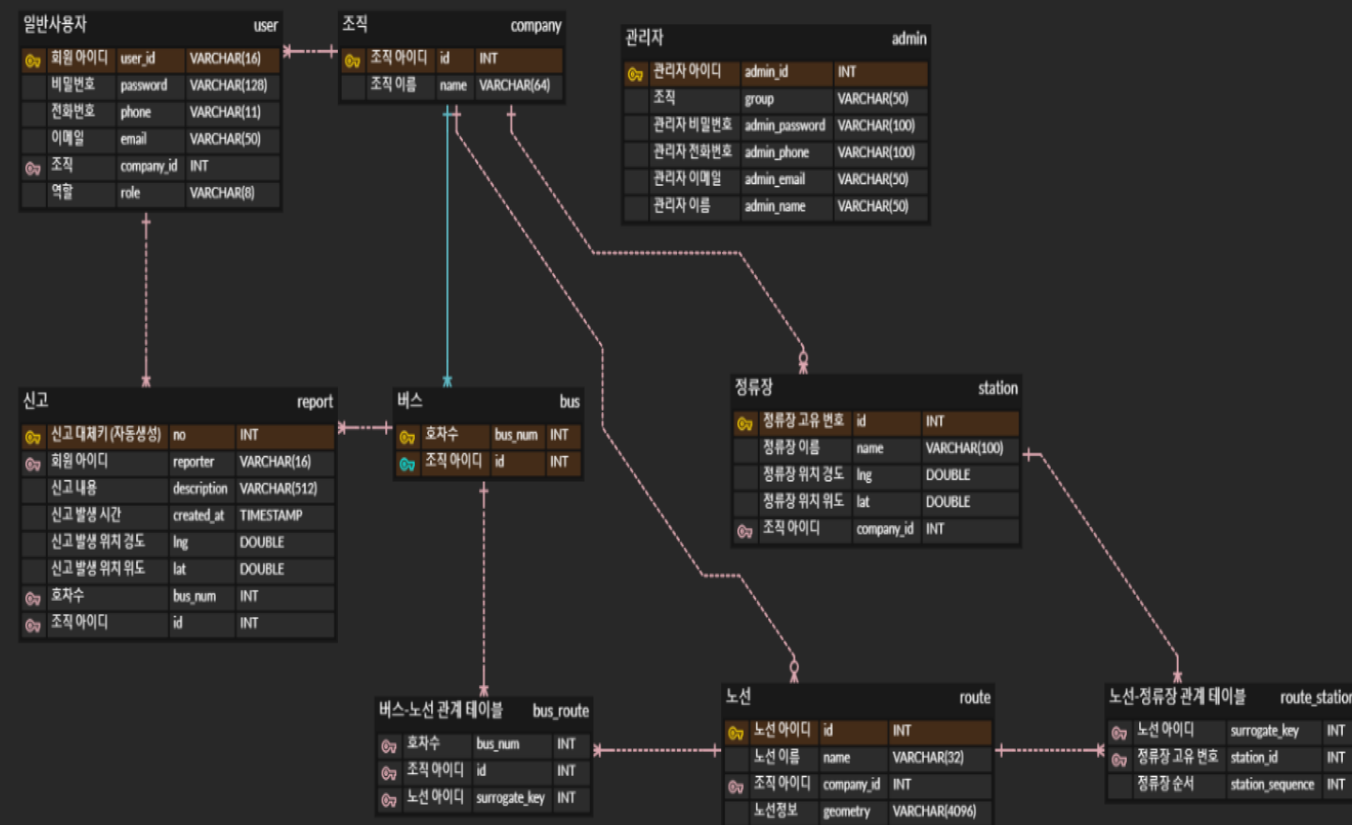 일반사용자 user
회원 아이디 user_id VARCHAR(16)
비밀번호 password VARCHAR(128)
전화번호 phone VARCHAR(11)
이메일 email VARCHAR(50)
조직 company_id INT
역할 role VARCHAR(8)
조직 company
조직 아이디 id INT
조직 이름 name VARCHAR(64)
관리자 admin
관리자 아이디 admin_id INT
조직 group VARCHAR(50)
관리자 비밀번호 admin_password VARCHAR(100)
관리자 전화번호 admin_phone VARCHAR(100)
관리자 이메일 admin_email VARCHAR(50)
관리자 이름 admin_name VARCHAR(50)
신고 report
신고 대체키 (자동생성) no INT
회원 아이디 reporter VARCHAR(16)
신고 내용 description VARCHAR(512)
신고 발생 시간 created_at TIMESTAMP
신고 발생 위치 경도 lng DOUBLE
신고 발생 위치 위도 lat DOUBLE
호차수 bus_num INT
조직 아이디 id INT
버스 bus
호차수 bus_num INT
조직 아이디 id INT
정류장 station
정류장 고유 번호 id INT
정류장 이름 name VARCHAR(100)
정류장 위치 경도 lng DOUBLE
정류장 위치 위도 lat DOUBLE
조직 아이디 company_id INT
버스-노선 관계 테이블 bus_route
호차수 bus_num INT
조직 아이디 id INT
노선 아이디 surrogate_key INT
노선 route
노선 아이디 id INT
노선 이름 name VARCHAR(32)
조직 아이디 company_id INT
노선정보 geometry VARCHAR(4096)
노선-정류장 관계 테이블 route_station
노선 아이디 surrogate_key INT
정류장 고유 번호 station_id INT
정류장 순서 station_sequence INT